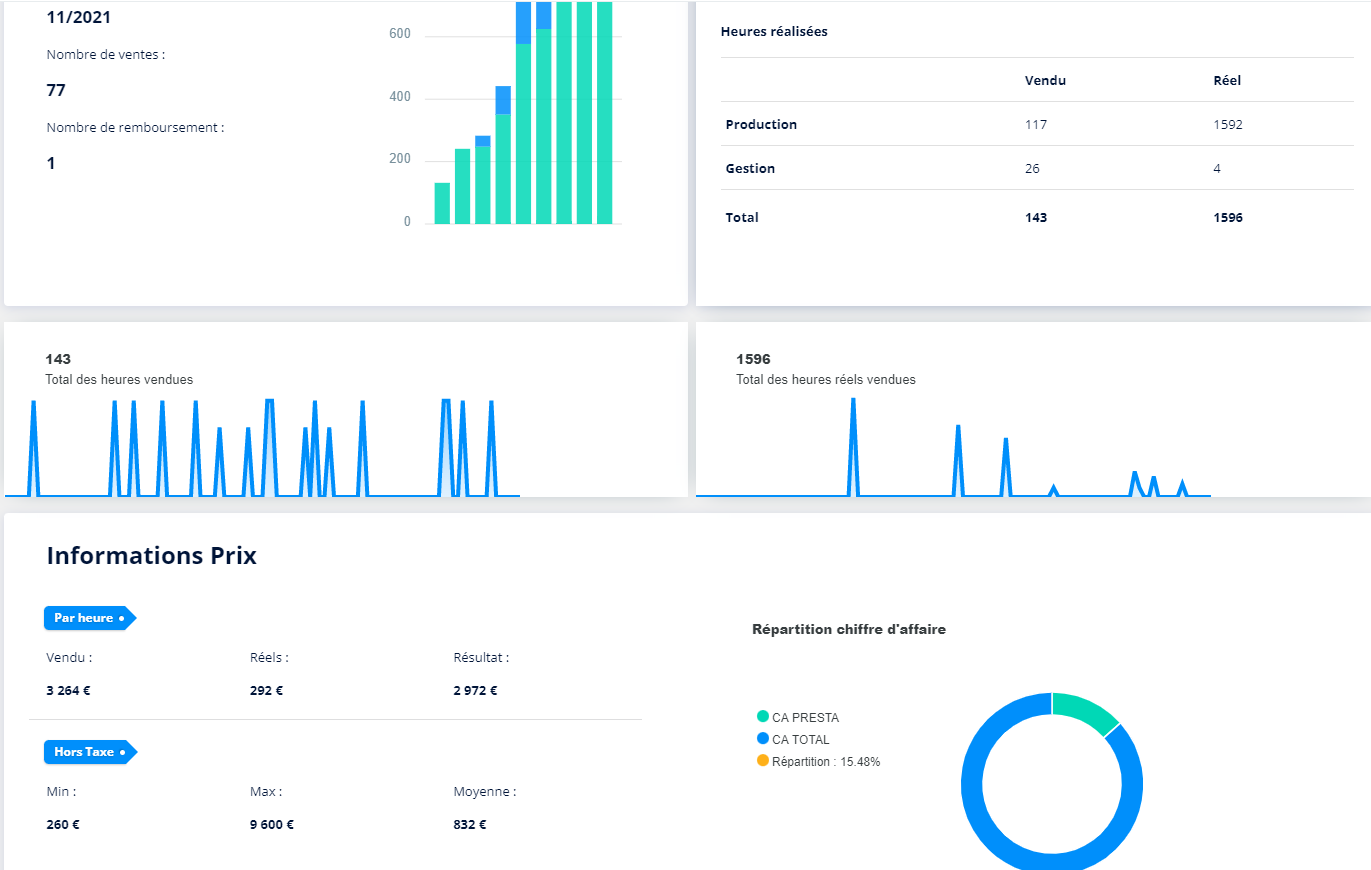 11/2021
Nombre de ventes :
77
Nombre de remboursement :
1
600
400
200
0
Heures réalisées
Vendu Réel
Production 117 1592
Gestion 26 4
Total 143 1596
143
Total des heures vendues
1596
Total des heures réels vendues
Informations Prix
Par heure
Vendu : Réels : Résultat :
3 264 € 292 € 2 972 €
Hors Taxe
Min : Max : Moyenne :
260 € 9 600 € 832 €
Répartition chiffre d'affaire
CA PRESTA
CA TOTAL
Répartition : 15.48%